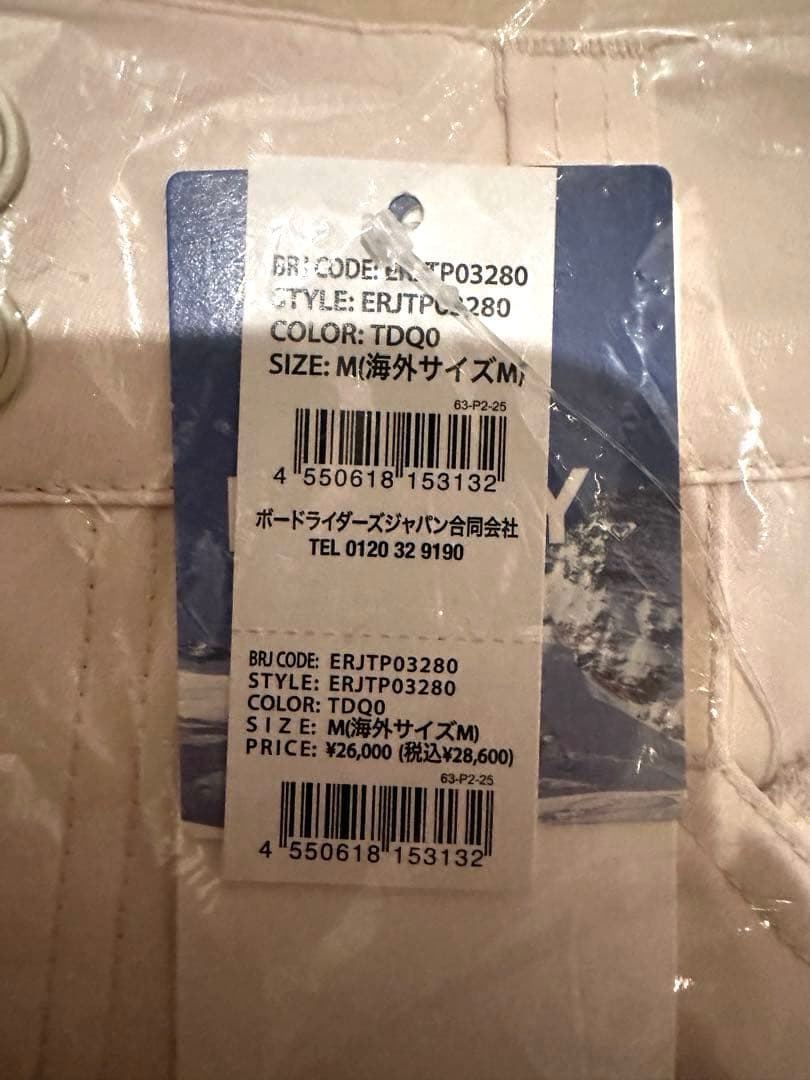 BRJ CODE: ERJTP03280
STYLE: ERJTP03280
COLOR: TDQ0
SIZE: M(海外サイズM)
63-P2-25
4 550618 153132
ボードライダーズジャパン合同会社
TEL 0120 32 9190
BRJ CODE: ERJTP03280
STYLE: ERJTP03280
COLOR: TDQ0
SIZE: M(海外サイズM)
PRICE: ¥26,000 (税込¥28,600)
63-P2-25
4 550618 153132